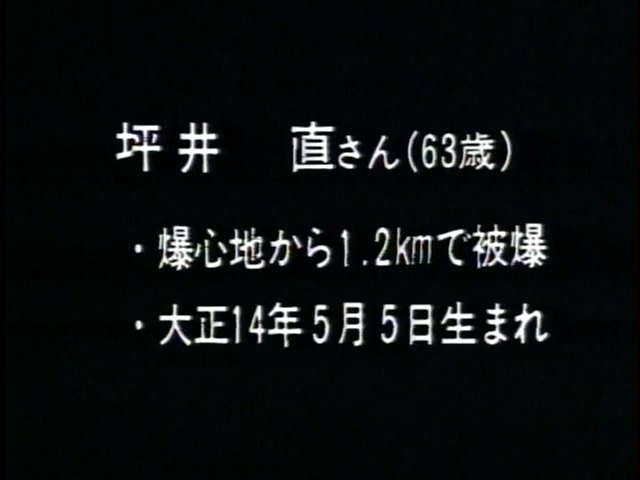 坪井 直さん(63歳)
・爆心地から1.2kmで被爆
・大正14年5月5日生まれ